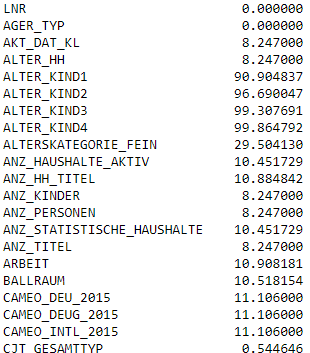 LNR 0.000000
AGER_TYP 0.000000
AKT_DAT_KL 8.247000
ALTER_HH 8.247000
ALTER_KIND1 90.904837
ALTER_KIND2 96.690047
ALTER_KIND3 99.307691
ALTER_KIND4 99.864792
ALTERSKATEGORIE_FEIN 29.504130
ANZ_HAUSHALTE_AKTIV 10.451729
ANZ_HH_TITEL 10.884842
ANZ_KINDER 8.247000
ANZ_PERSONEN 8.247000
ANZ_STATISTISCHE_HAUSHALTE 10.451729
ANZ_TITEL 8.247000
ARBEIT 10.908181
BALLRAUM 10.518154
CAMEO_DEU_2015 11.106000
CAMEO_DEUG_2015 11.106000
CAMEO_INTL_2015 11.106000
CJT_GESAMTTYP 0.544646